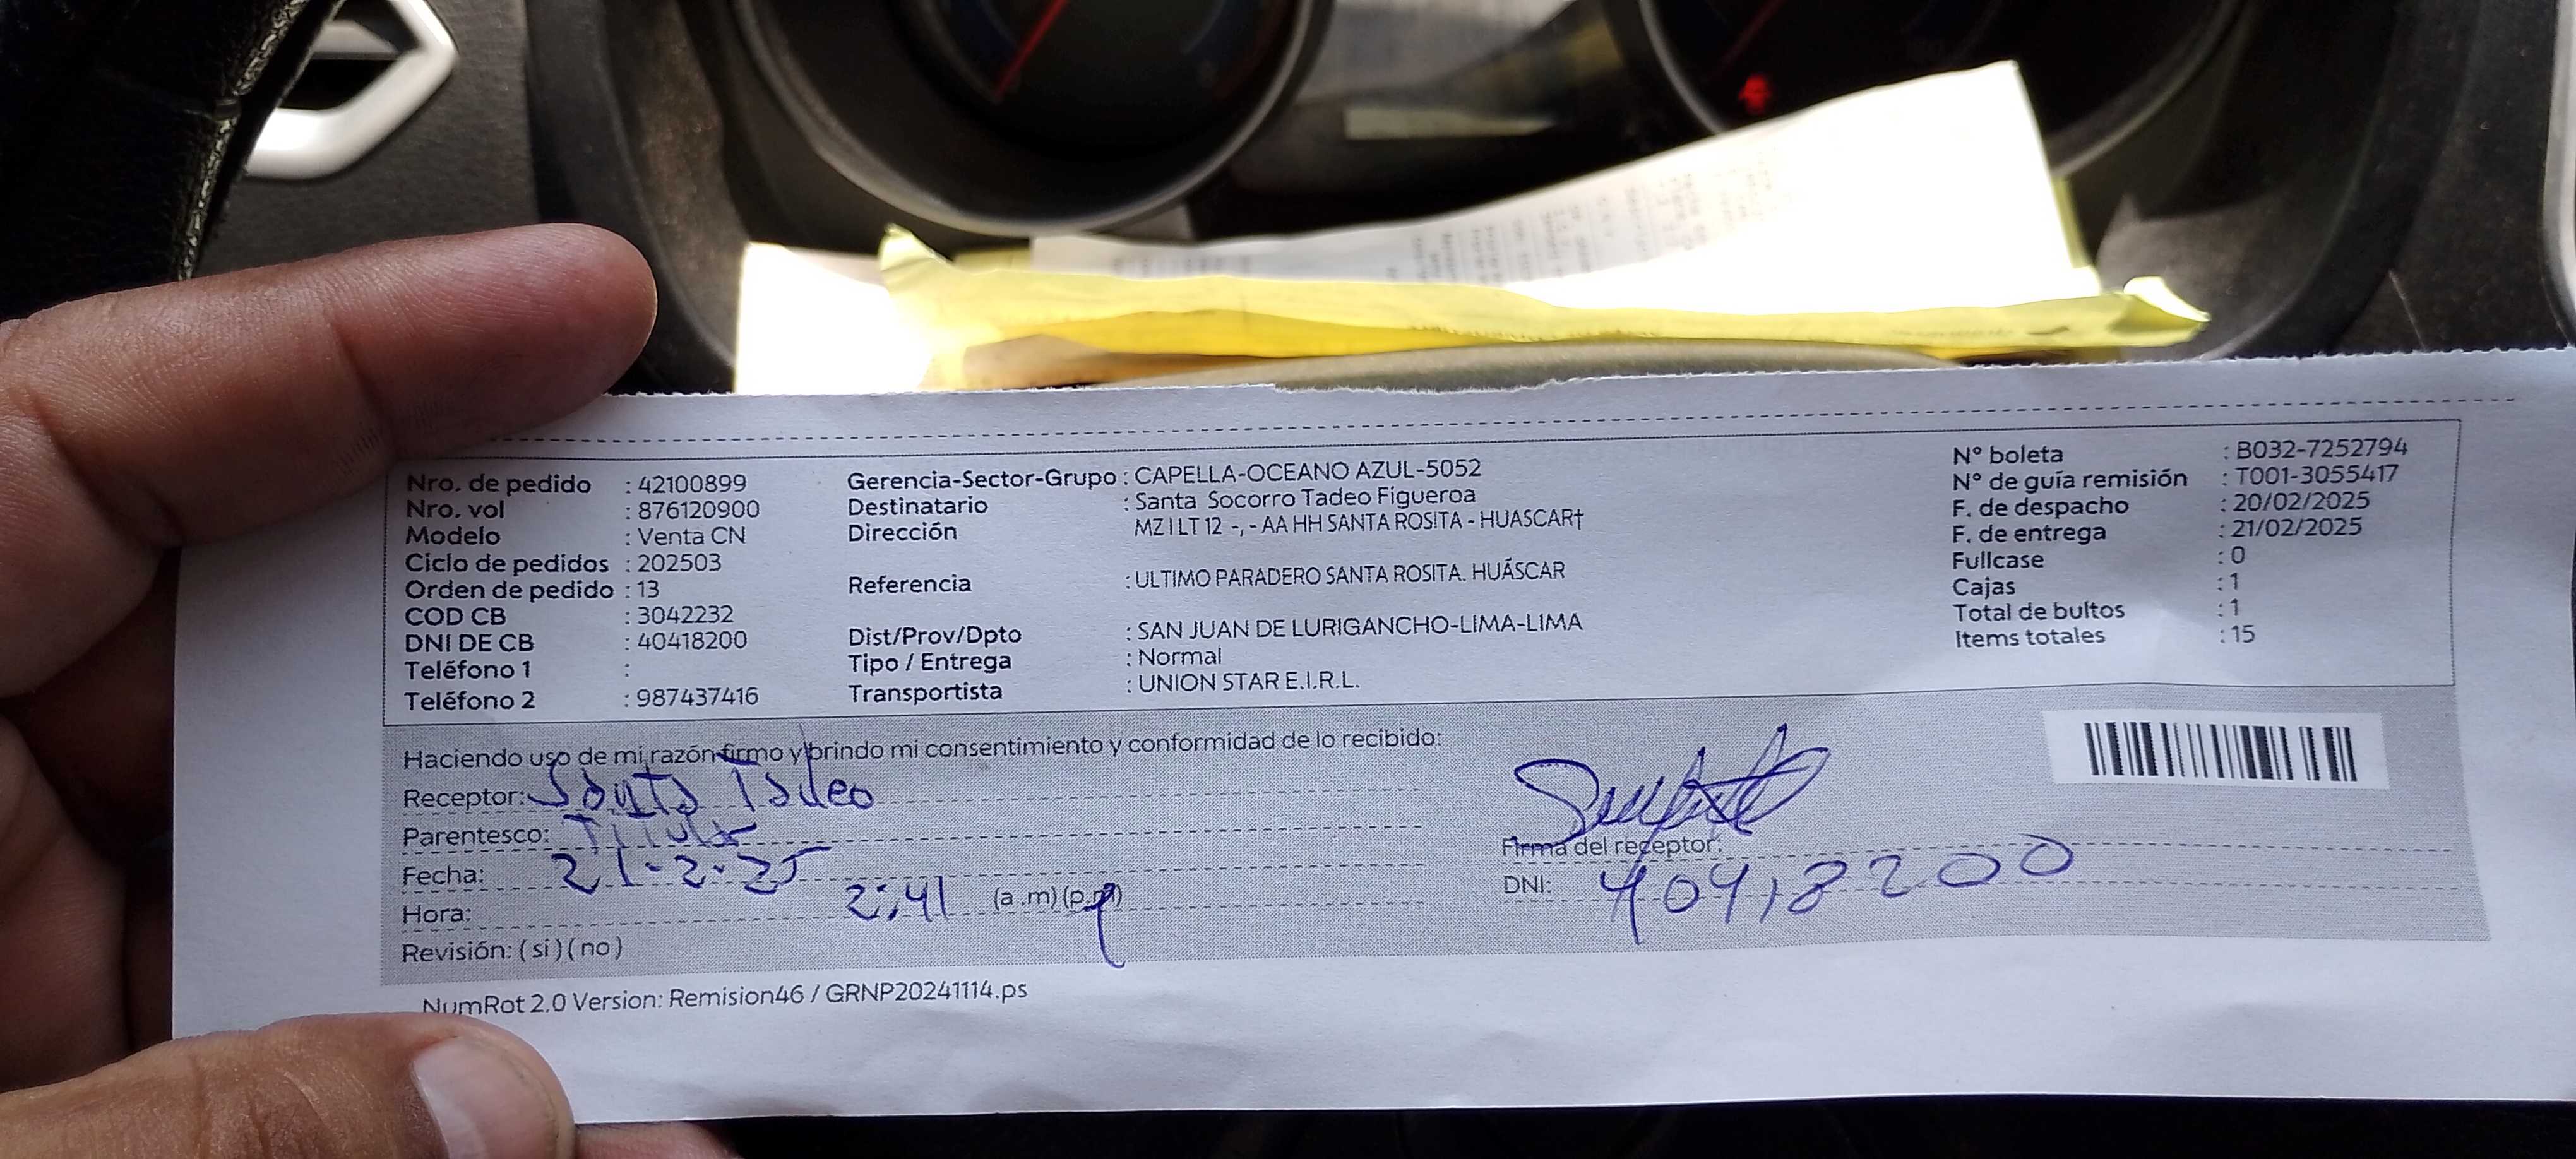 Nro. de pedido : 42100899
Nro. vol : 876120900
Modelo : Venta CN
Ciclo de pedidos : 202503
Orden de pedido : 13
COD CB : 3042232
DNI DE CB : 40418200
Teléfono 1 :
Teléfono 2 : 987437416
Gerencia-Sector-Grupo : CAPELLA-OCEANO AZUL-5052
Destinatario : Santa Socorro Tadeo Figueroa
Dirección MZ I LT 12 -, - AA HH SANTA ROSITA - HUASCAR†
Referencia : ULTIMO PARADERO SANTA ROSITA. HUÁSCAR
Dist/Prov/Dpto : SAN JUAN DE LURIGANCHO-LIMA-LIMA
Tipo / Entrega : Normal
Transportista : UNION STAR E.I.R.L.
N° boleta : B032-7252794
N° de guía remisión : T001-3055417
F. de despacho : 20/02/2025
F. de entrega : 21/02/2025
Fullcase : 0
Cajas : 1
Total de bultos : 1
Items totales : 15
Haciendo uso de mi razón firmo y brindo mi consentimiento y conformidad de lo recibido:
Receptor: Santa Tadeo
Parentesco: Titular
Fecha: 21-2-25
Hora: 2:41 (a .m) (p.m)
Revisión: ( si ) ( no )
Firma del receptor:
DNI: 40418200
NumRot 2.0 Version: Remision46 / GRNP20241114.ps